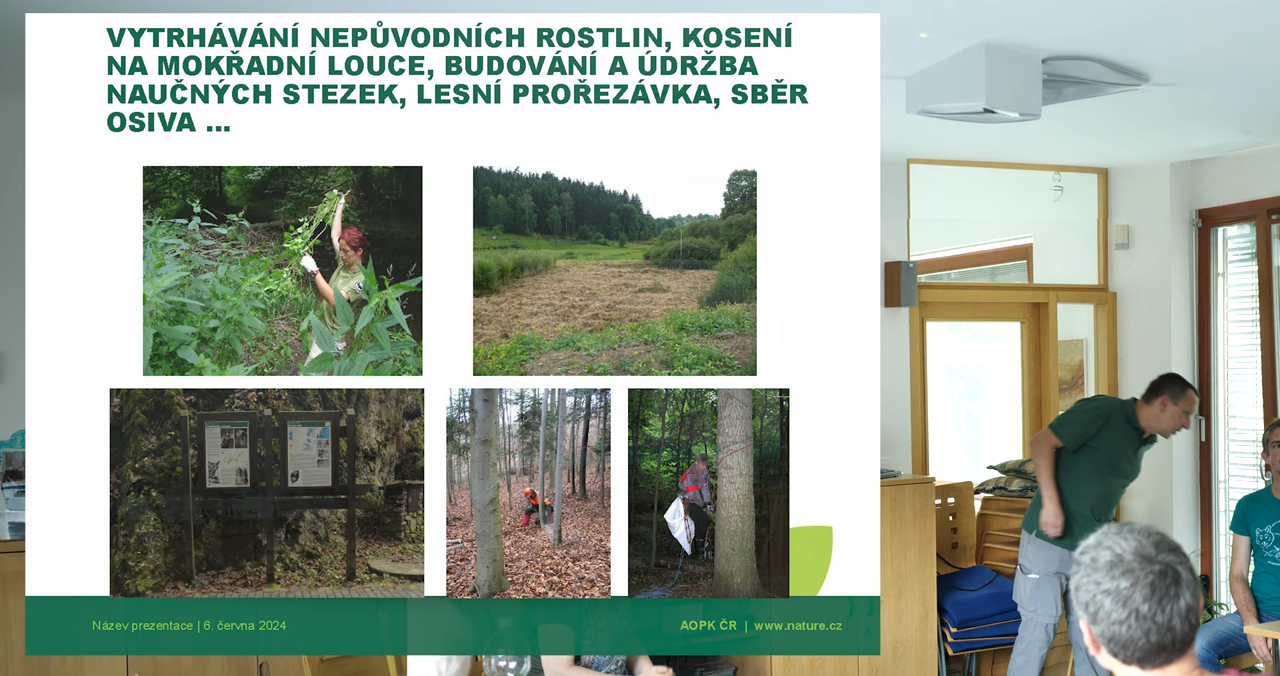 VYTRHÁVÁNÍ NEPŮVODNÍCH ROSTLIN, KOSENÍ
NA MOKŘADNÍ LOUCE, BUDOVÁNÍ A ÚDRŽBA
NAUČNÝCH STEZEK, LESNÍ PROŘEZÁVKA, SBĚR
OSIVA ...
Název prezentace | 6. června 2024
AOPK ČR | www.nature.cz